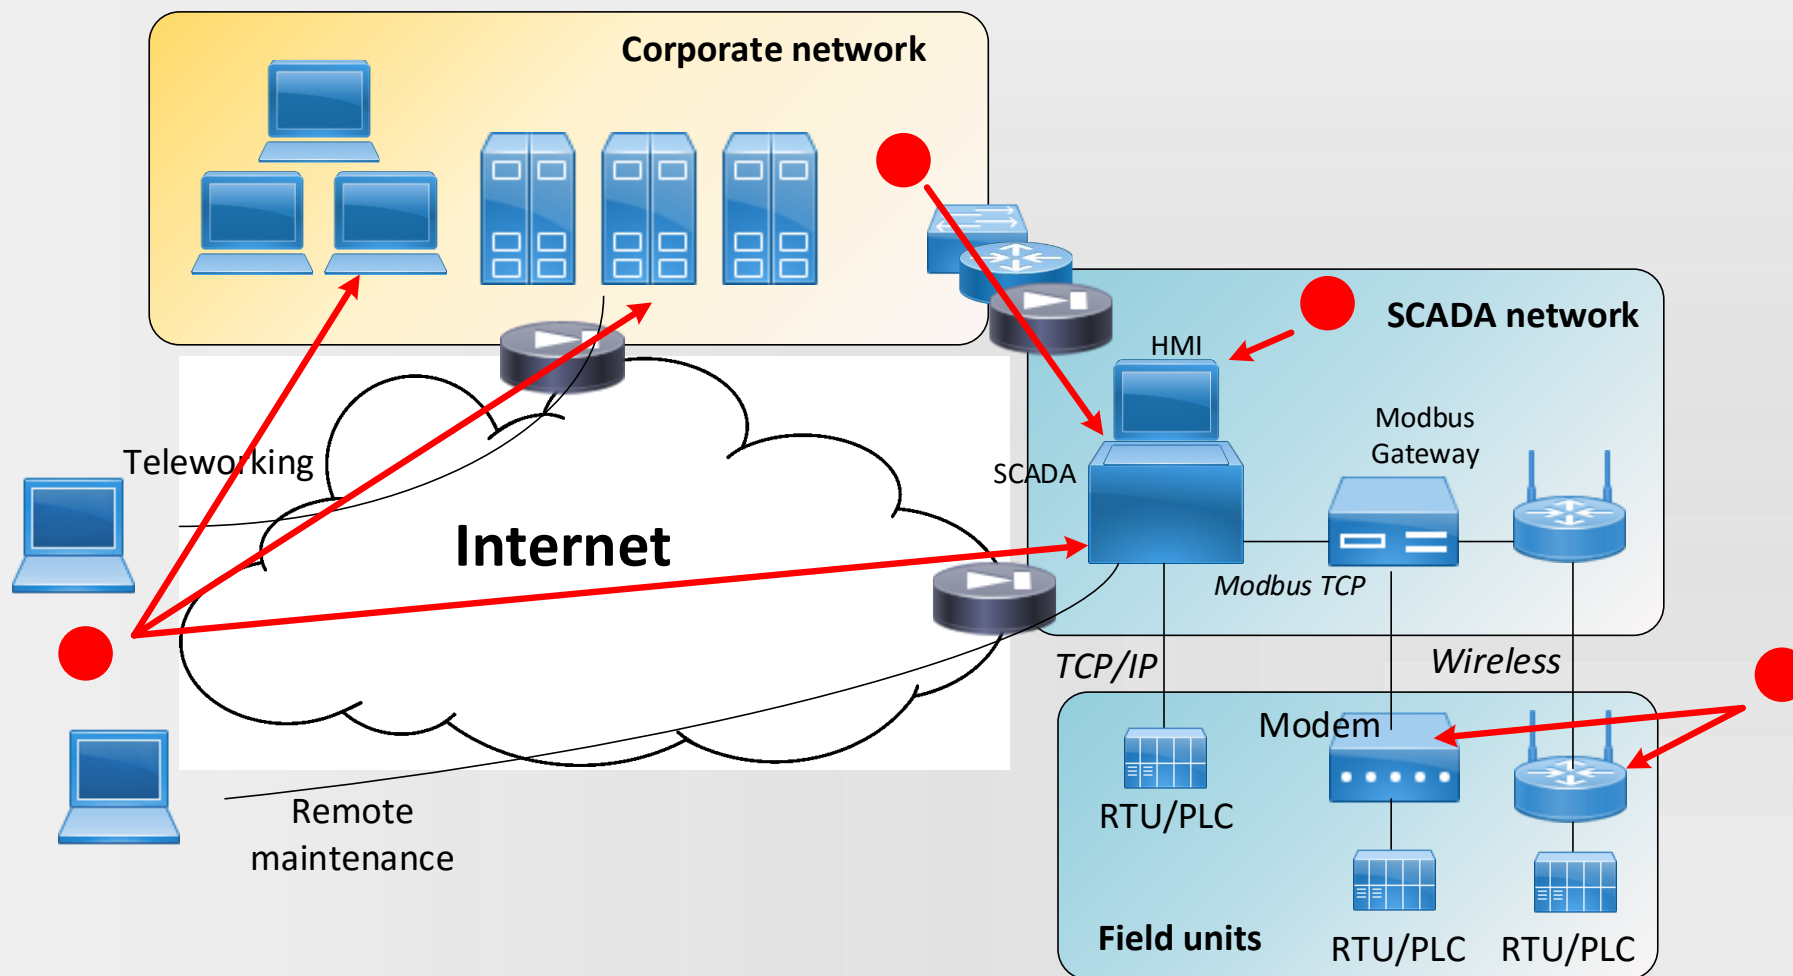 Corporate network
SCADA network
HMI
Modbus
Gateway
Teleworking
SCADA
Internet
Modbus TCP
TCP/IP
Wireless
Modem
RTU/PLC
Remote
maintenance
Field units
RTU/PLC
RTU/PLC